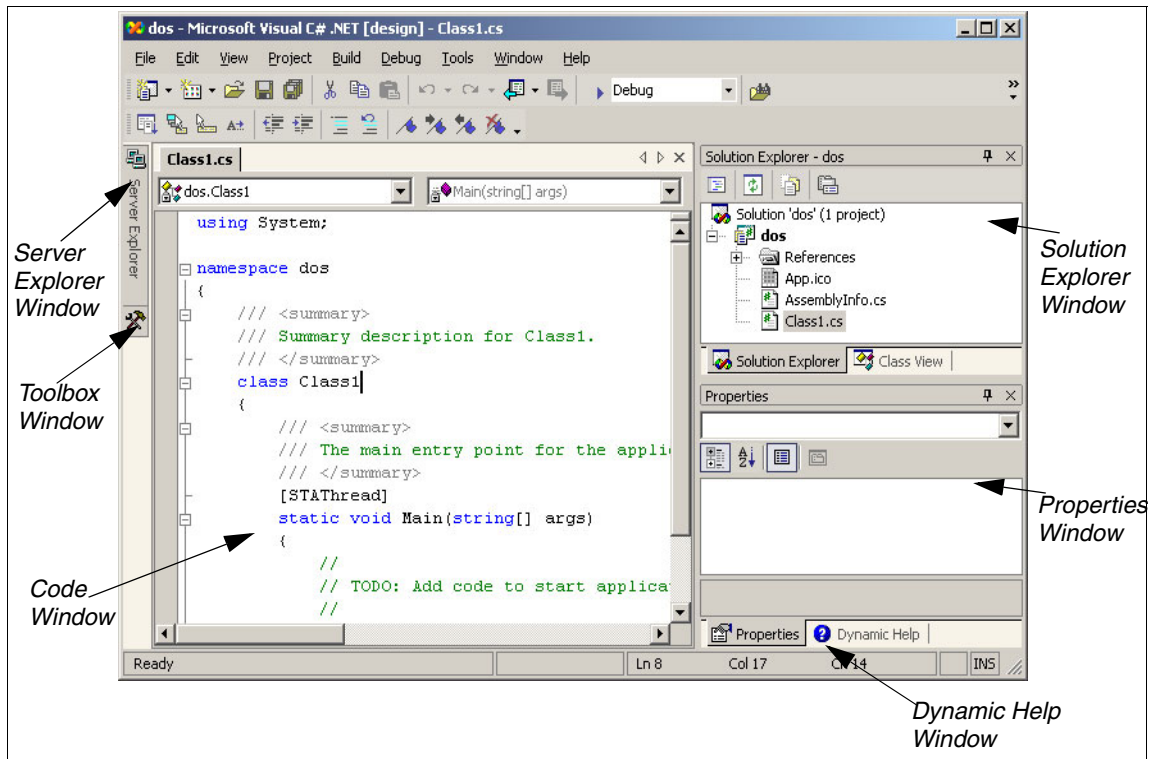 dos - Microsoft Visual C# .NET [design] - Class1.cs
File Edit View Project Build Debug Tools Window Help
Debug
Server Explorer
Class1.cs
dos.Class1
Main(string[] args)
using System;
namespace dos
{
/// <summary>
/// Summary description for Class1.
/// </summary>
class Class1
{
/// <summary>
/// The main entry point for the appli
/// </summary>
[STAThread]
static void Main(string[] args)
{
//
// TODO: Add code to start applica
//
Solution Explorer - dos
Solution 'dos' (1 project)
dos
References
App.ico
AssemblyInfo.cs
Class1.cs
Solution Explorer Class View
Properties
Properties Dynamic Help
Ready Ln 8 Col 17 14 INS
Server
Explorer
Window
Toolbox
Window
Code
Window
Solution
Explorer
Window
Properties
Window
Dynamic Help
Window